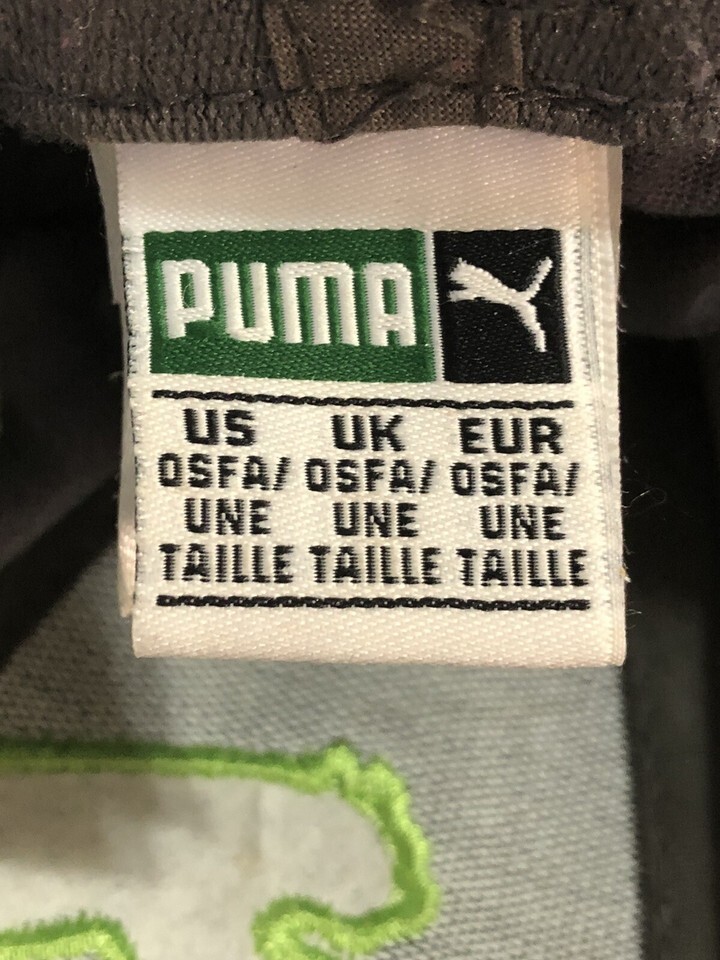 PUMA
US UK EUR
OSFA/ OSFA/ OSFA/
UNE UNE UNE
TAILLE TAILLE TAILLE